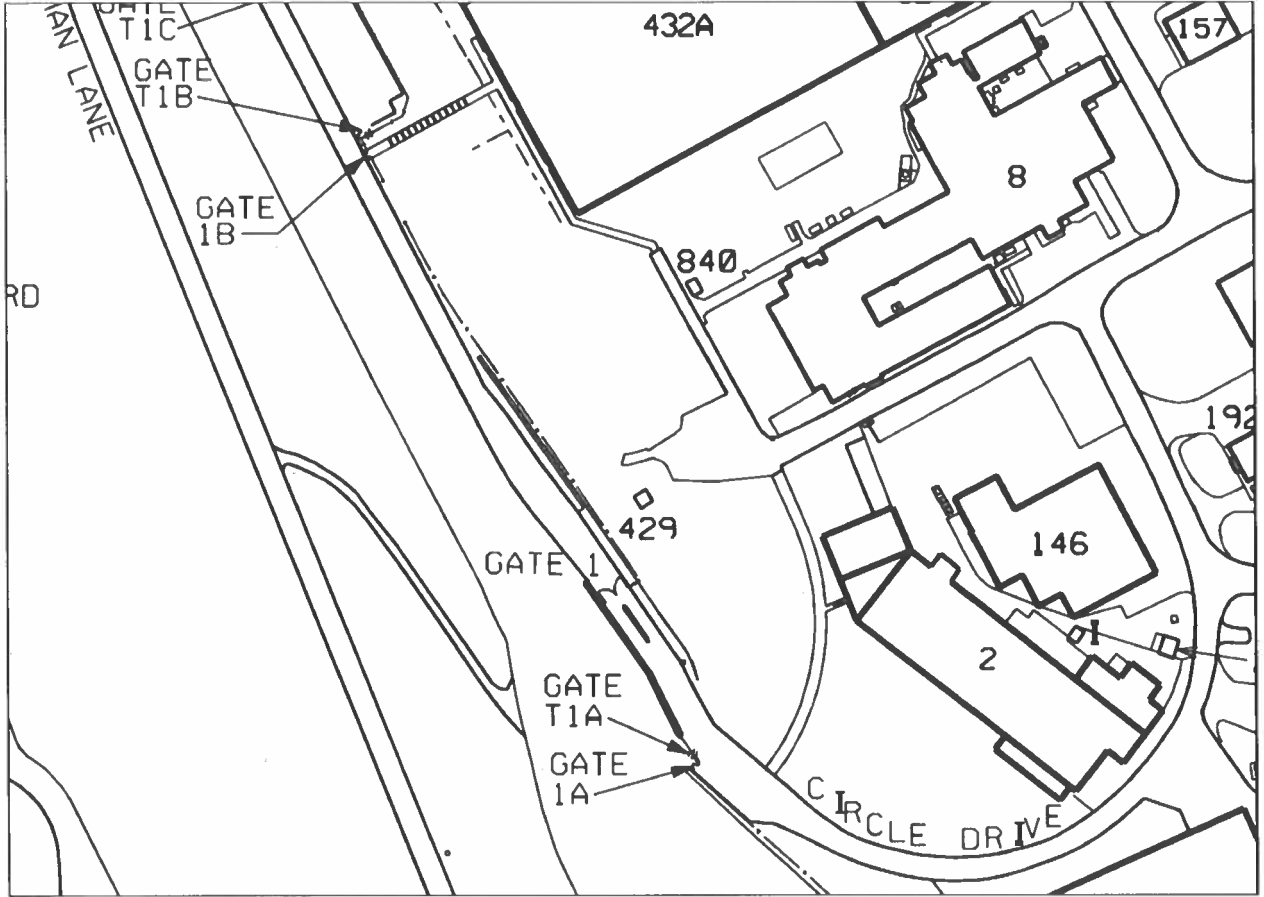 T1C
432A
157
LANE
GATE
T1B
8
GATE
1B
840
RD
192
429
146
GATE 1
I
2
GATE
T1A
GATE
1A
CIRCLE DRIVE